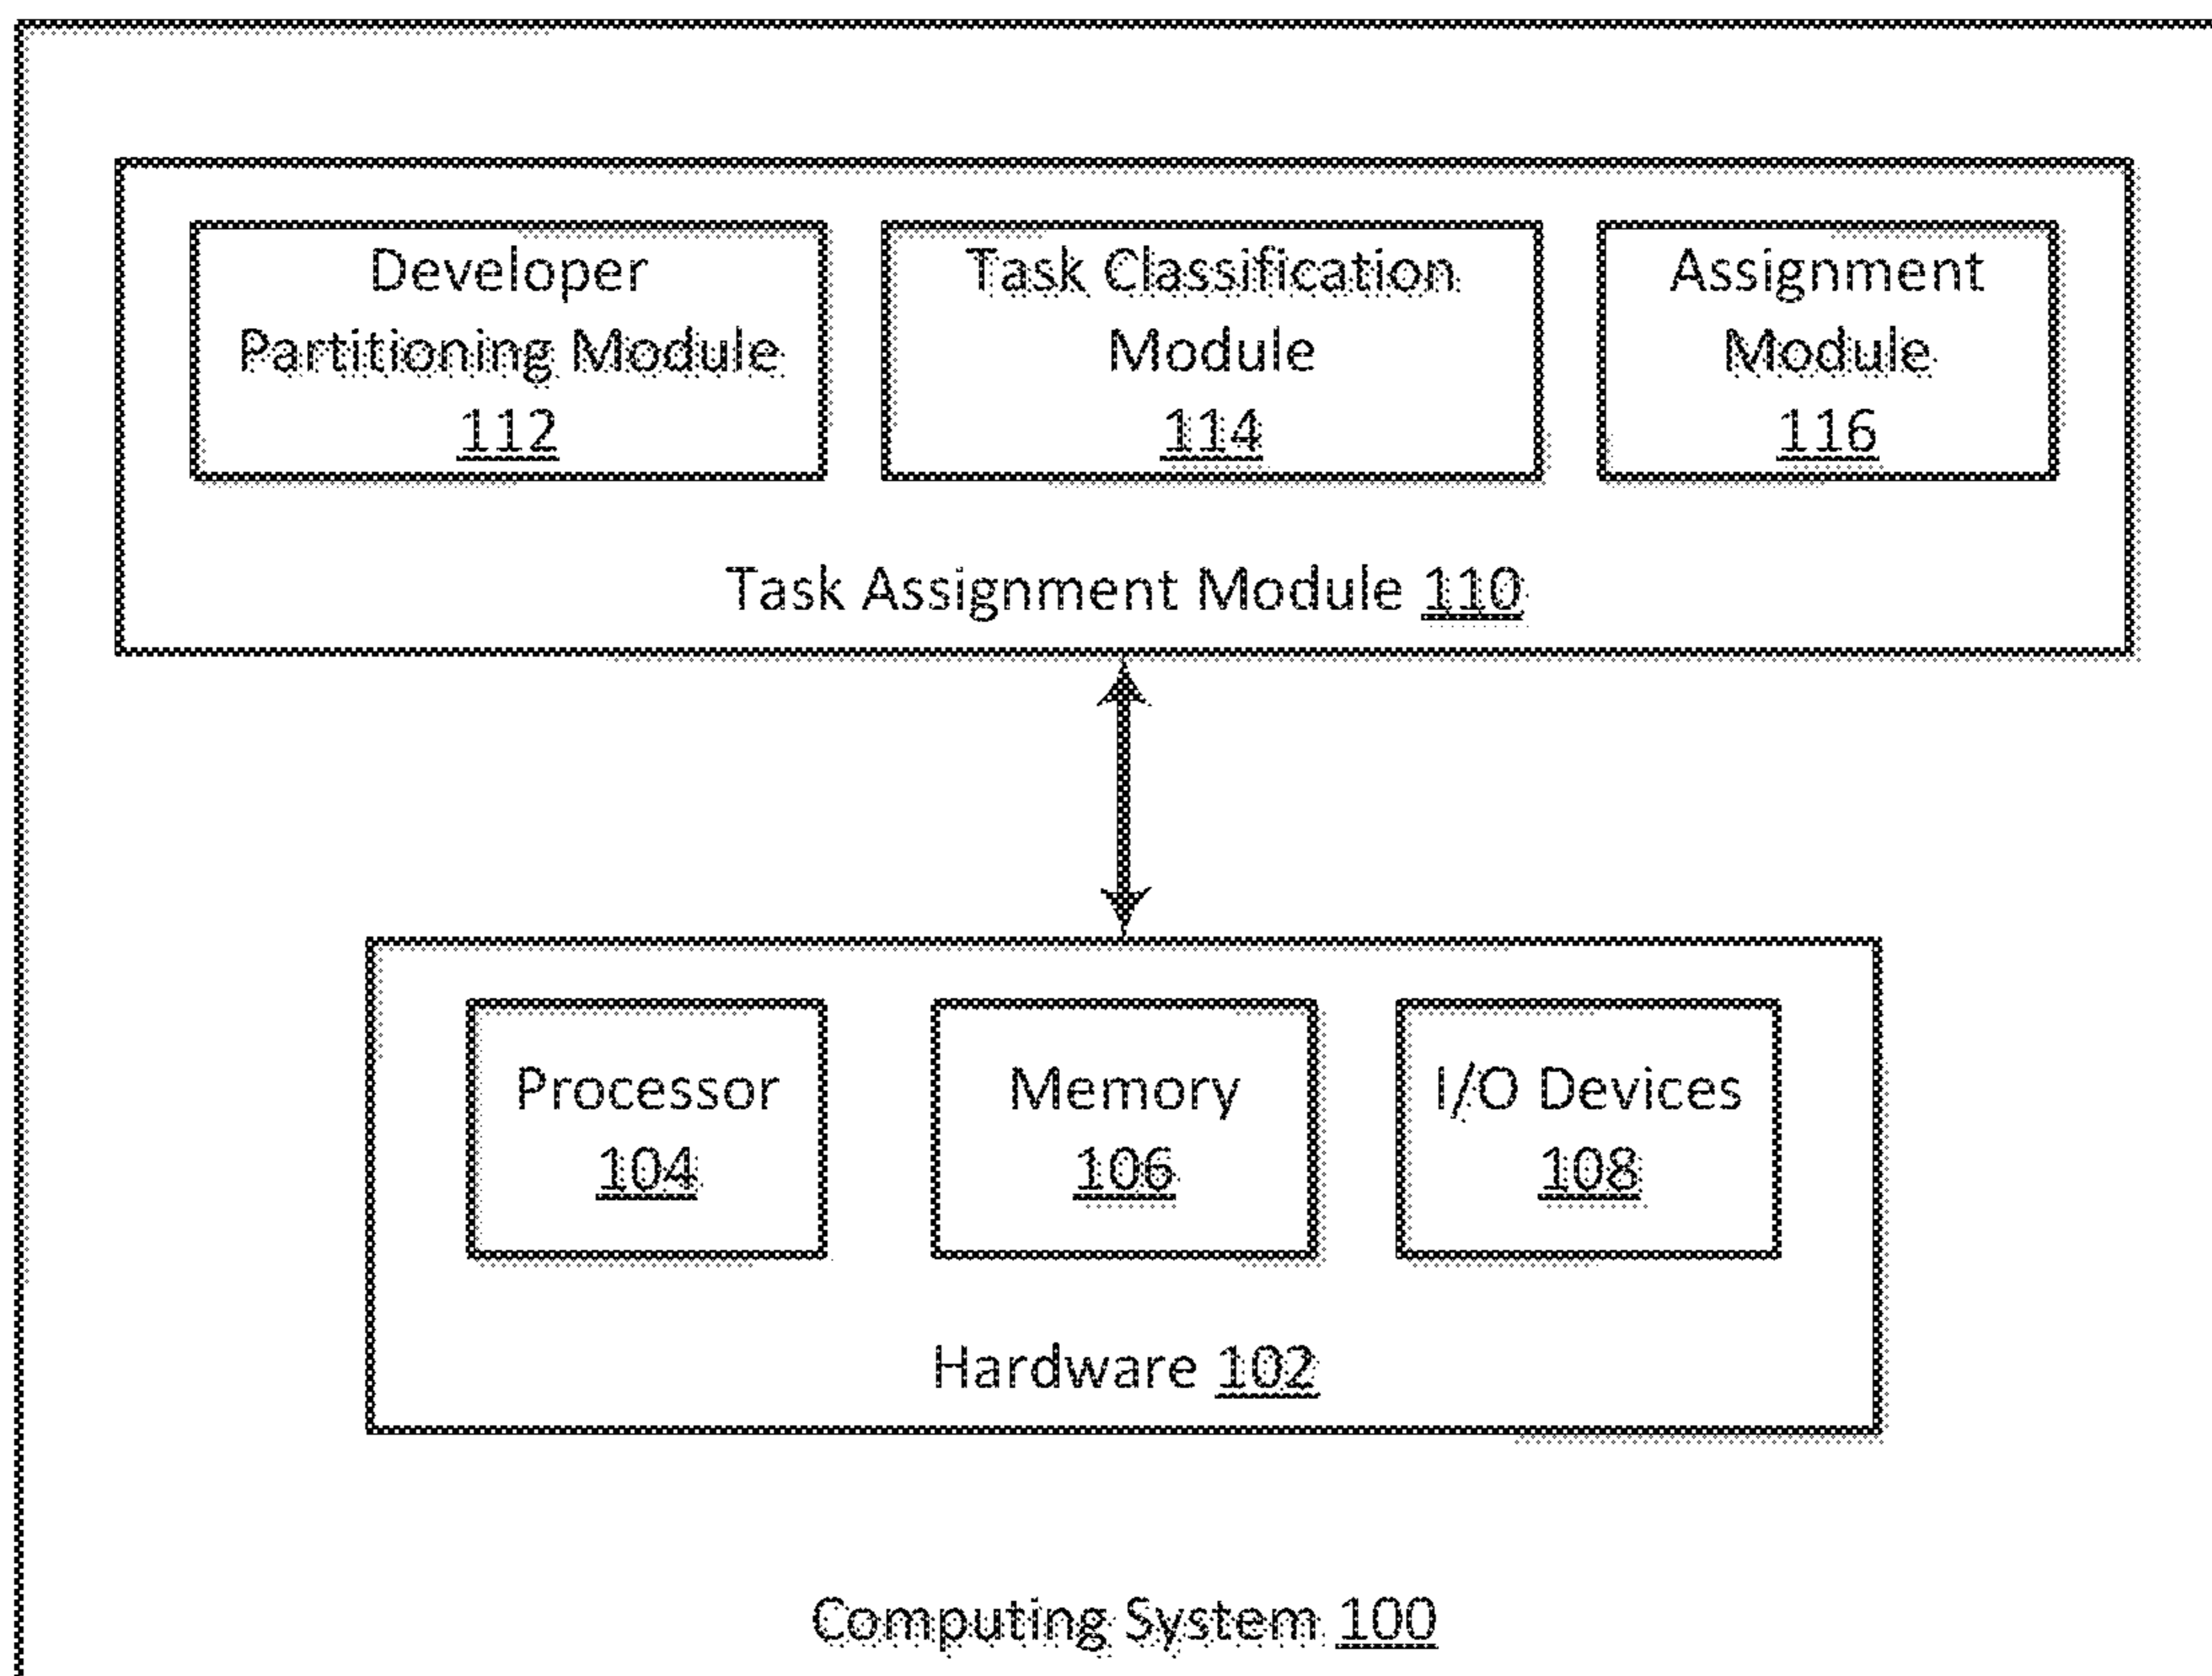 Developer
Partitioning Module
112
Task Classification
Module
114
Assignment
Module
116
Task Assignment Module 110
Processor
104
Memory
106
I/O Devices
108
Hardware 102
Computing System 100